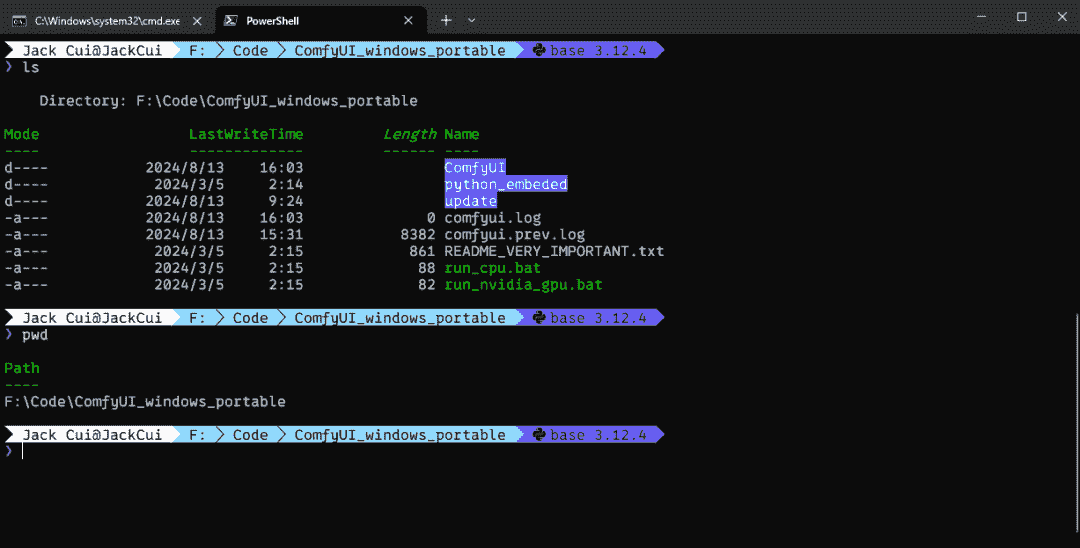 C:\Windows\system32\cmd.exe PowerShell
Jack Cui@JackCui F: Code ComfyUI_windows_portable base 3.12.4
❯ ls
Directory: F:\Code\ComfyUI_windows_portable
Mode LastWriteTime Length Name
---- ------------- ------ ----
d---- 2024/8/13 16:03 ComfyUI
d---- 2024/3/5 2:14 python_embeded
d---- 2024/8/13 9:24 update
-a--- 2024/8/13 16:03 0 comfyui.log
-a--- 2024/8/13 15:31 8382 comfyui.prev.log
-a--- 2024/3/5 2:15 861 README_VERY_IMPORTANT.txt
-a--- 2024/3/5 2:15 88 run_cpu.bat
-a--- 2024/3/5 2:15 82 run_nvidia_gpu.bat
Jack Cui@JackCui F: Code ComfyUI_windows_portable base 3.12.4
❯ pwd
Path
----
F:\Code\ComfyUI_windows_portable
Jack Cui@JackCui F: Code ComfyUI_windows_portable base 3.12.4
❯